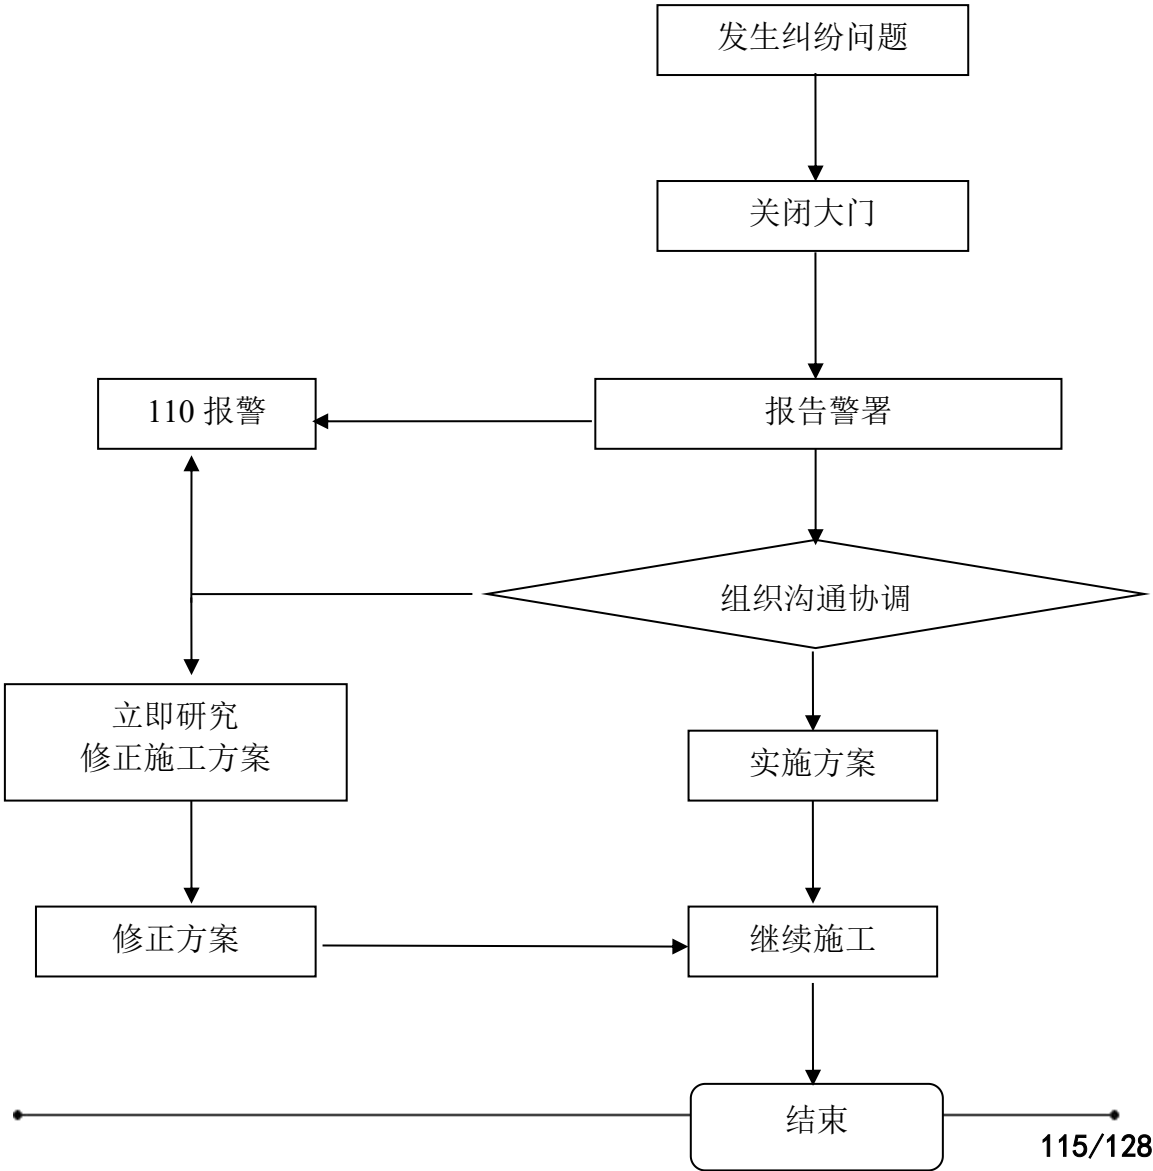 发生纠纷问题
关闭大门
110 报警
报告警署
组织沟通协调
立即研究
修正施工方案
实施方案
修正方案
继续施工
结束
115/128